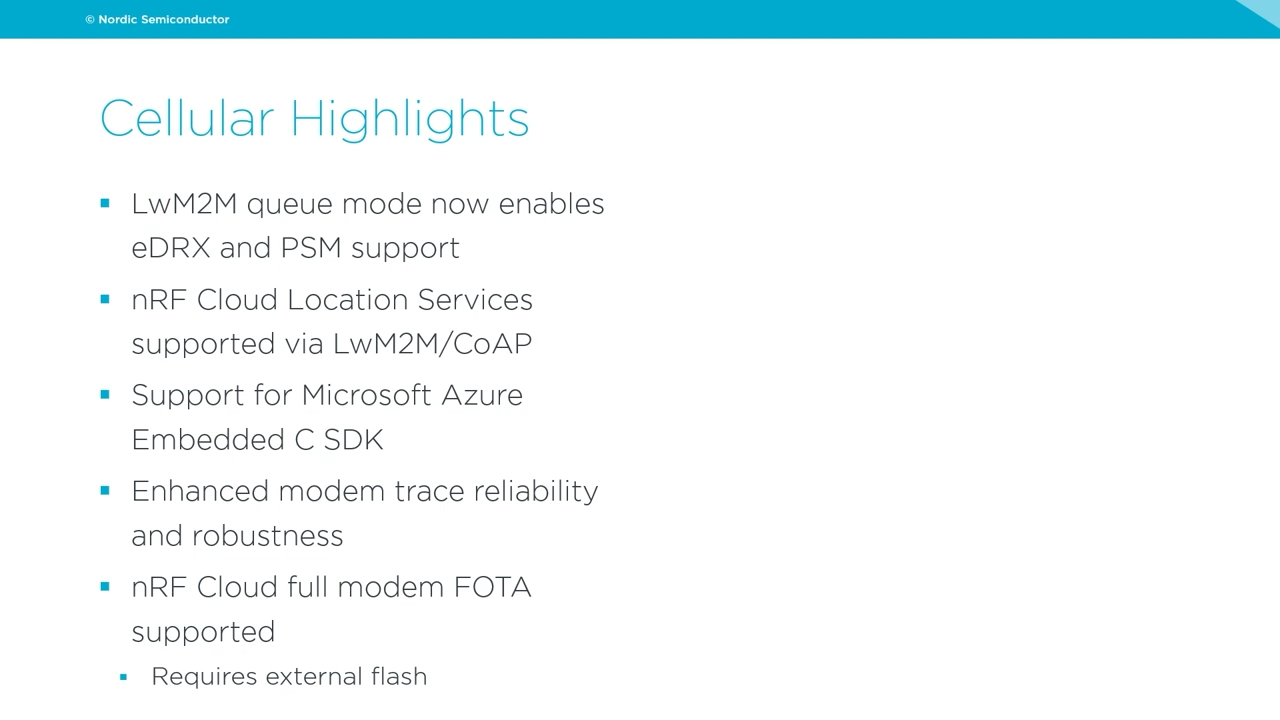 © Nordic Semiconductor
Cellular Highlights
LwM2M queue mode now enables
eDRX and PSM support
nRF Cloud Location Services
supported via LwM2M/CoAP
Support for Microsoft Azure
Embedded C SDK
Enhanced modem trace reliability
and robustness
nRF Cloud full modem FOTA
supported
Requires external flash